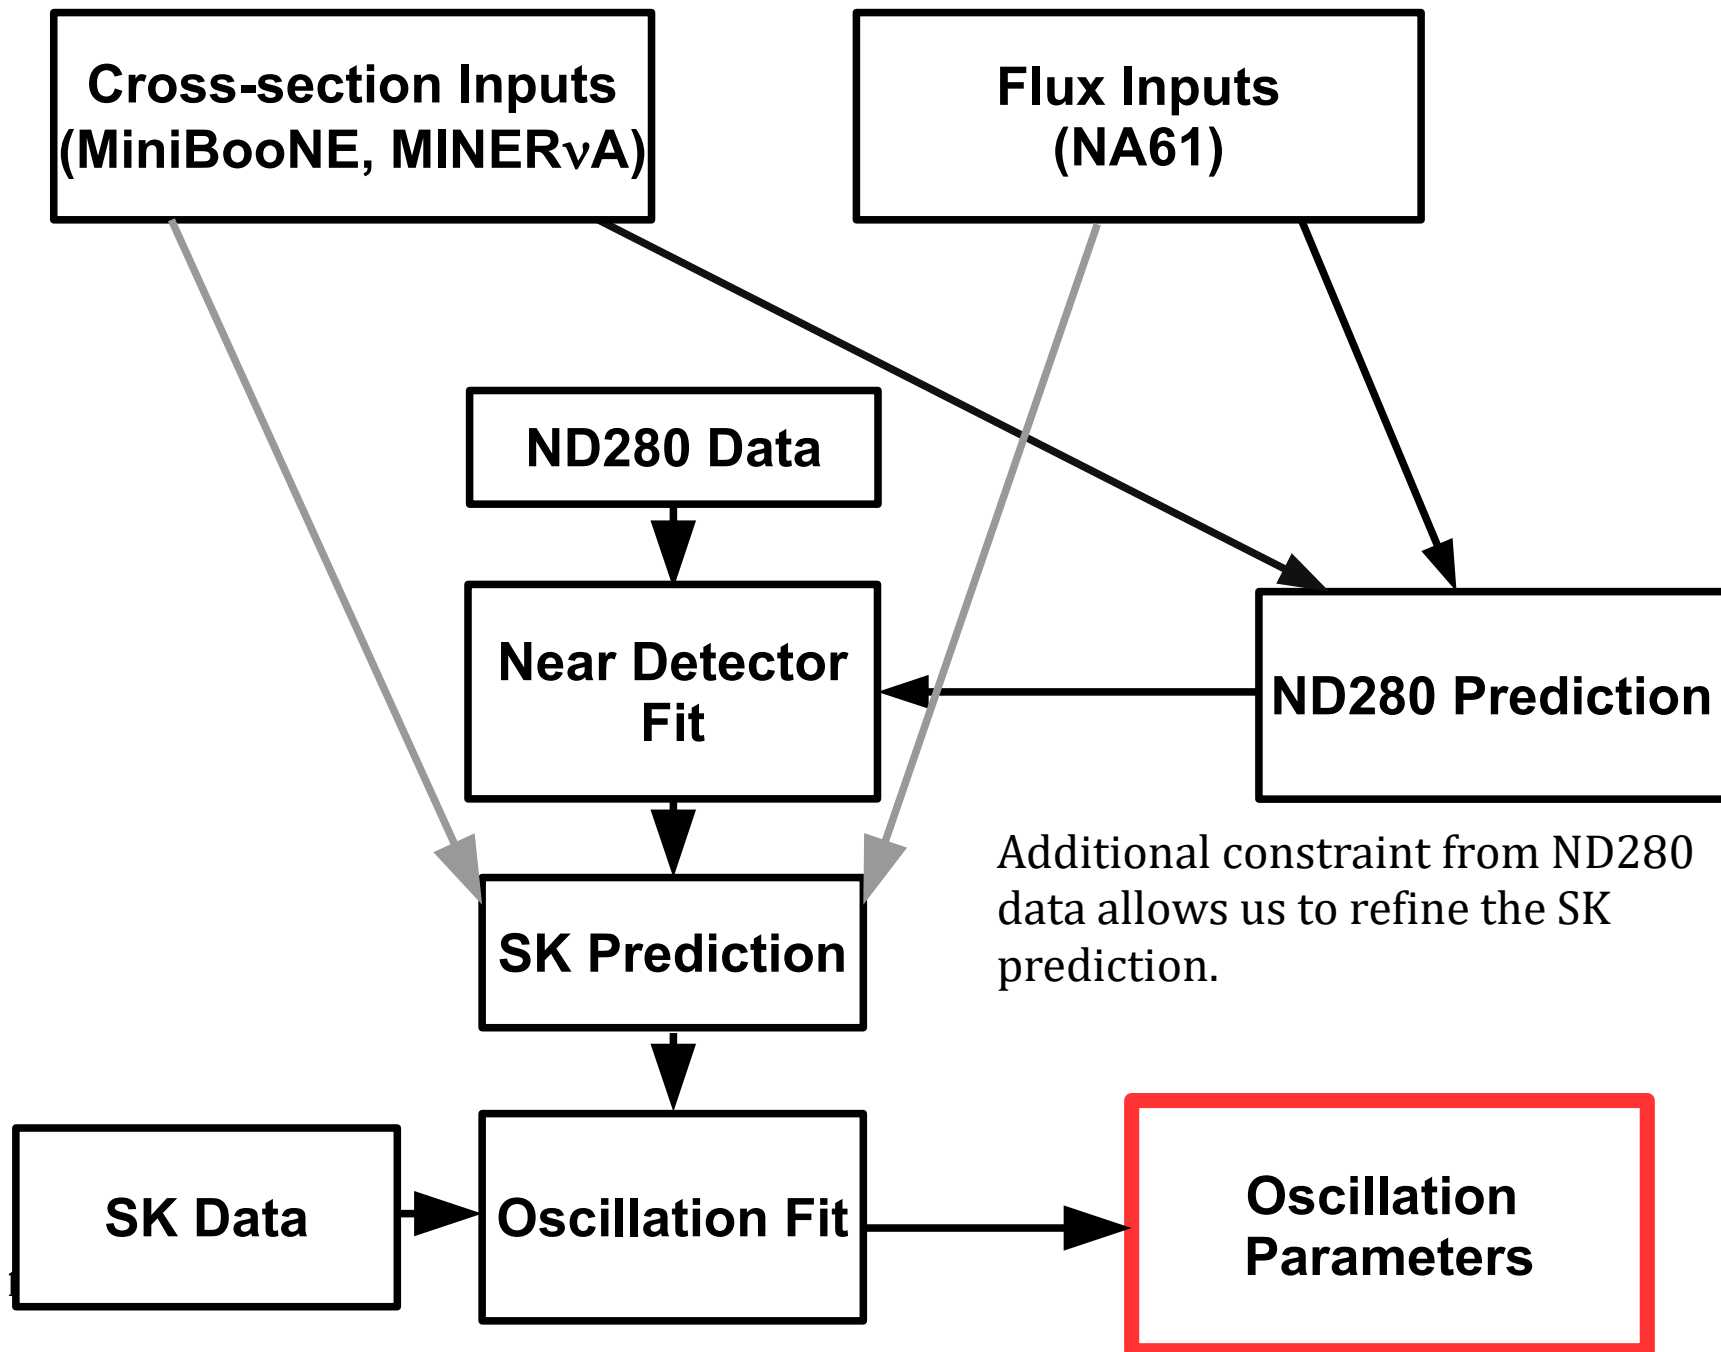 Cross-section Inputs
(MiniBooNE, MINERνA)
Flux Inputs
(NA61)
ND280 Data
Near Detector
Fit
ND280 Prediction
Additional constraint from ND280
data allows us to refine the SK
prediction.
SK Prediction
SK Data
Oscillation Fit
Oscillation
Parameters